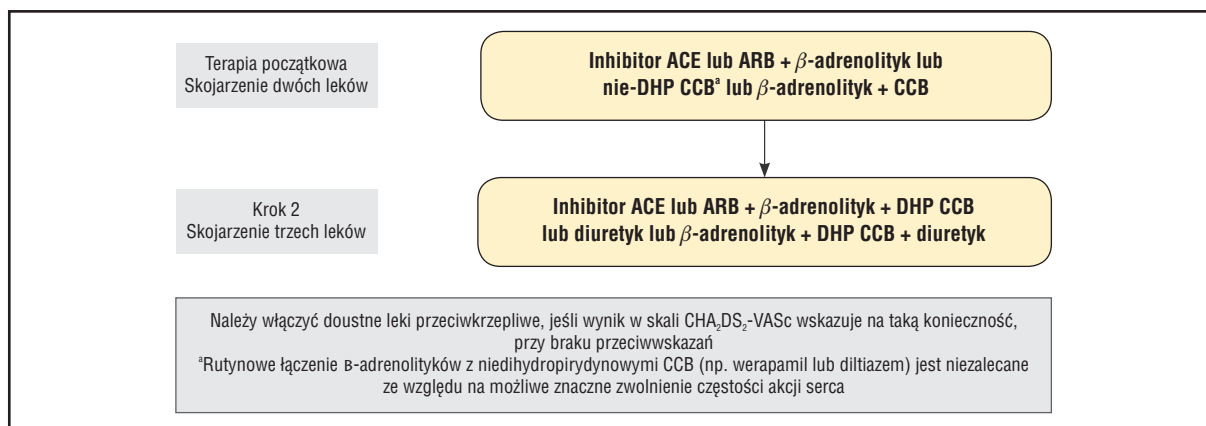 Terapia początkowa
Skojarzenie dwóch leków
Inhibitor ACE lub ARB + β-adrenolityk lub
nie-DHP CCBᵃ lub β-adrenolityk + CCB
Krok 2
Skojarzenie trzech leków
Inhibitor ACE lub ARB + β-adrenolityk + DHP CCB
lub diuretyk lub β-adrenolityk + DHP CCB + diuretyk
Należy włączyć doustne leki przeciwkrzepliwe, jeśli wynik w skali CHA₂DS₂-VASc wskazuje na taką konieczność,
przy braku przeciwwskazań
ᵃRutynowe łączenie в-adrenolityków z niedihydropirydynowymi CCB (np. werapamil lub diltiazem) jest niezalecane
ze względu na możliwe znaczne zwolnienie częstości akcji serca